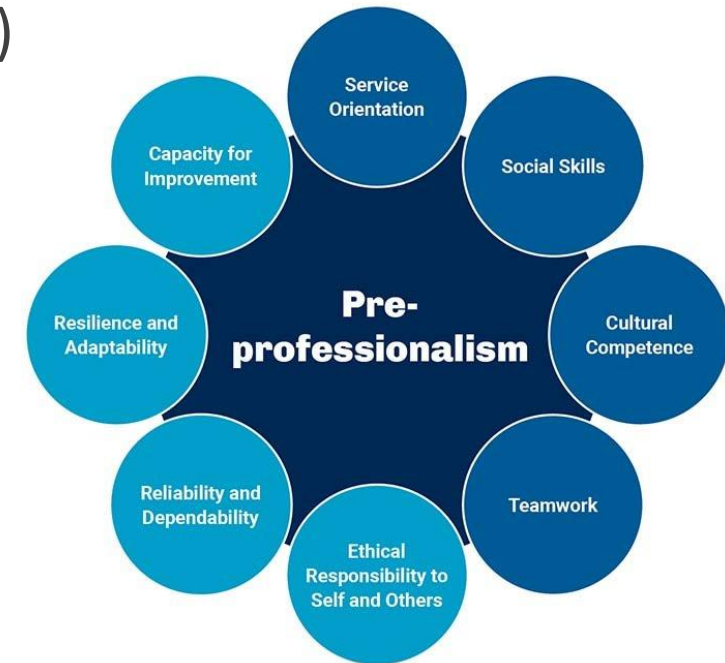 )
Service
Orientation
Social Skills
Cultural
Competence
Teamwork
Ethical
Responsibility to
Self and Others
Reliability and
Dependability
Resilience and
Adaptability
Capacity for
Improvement
Pre-
professionalism